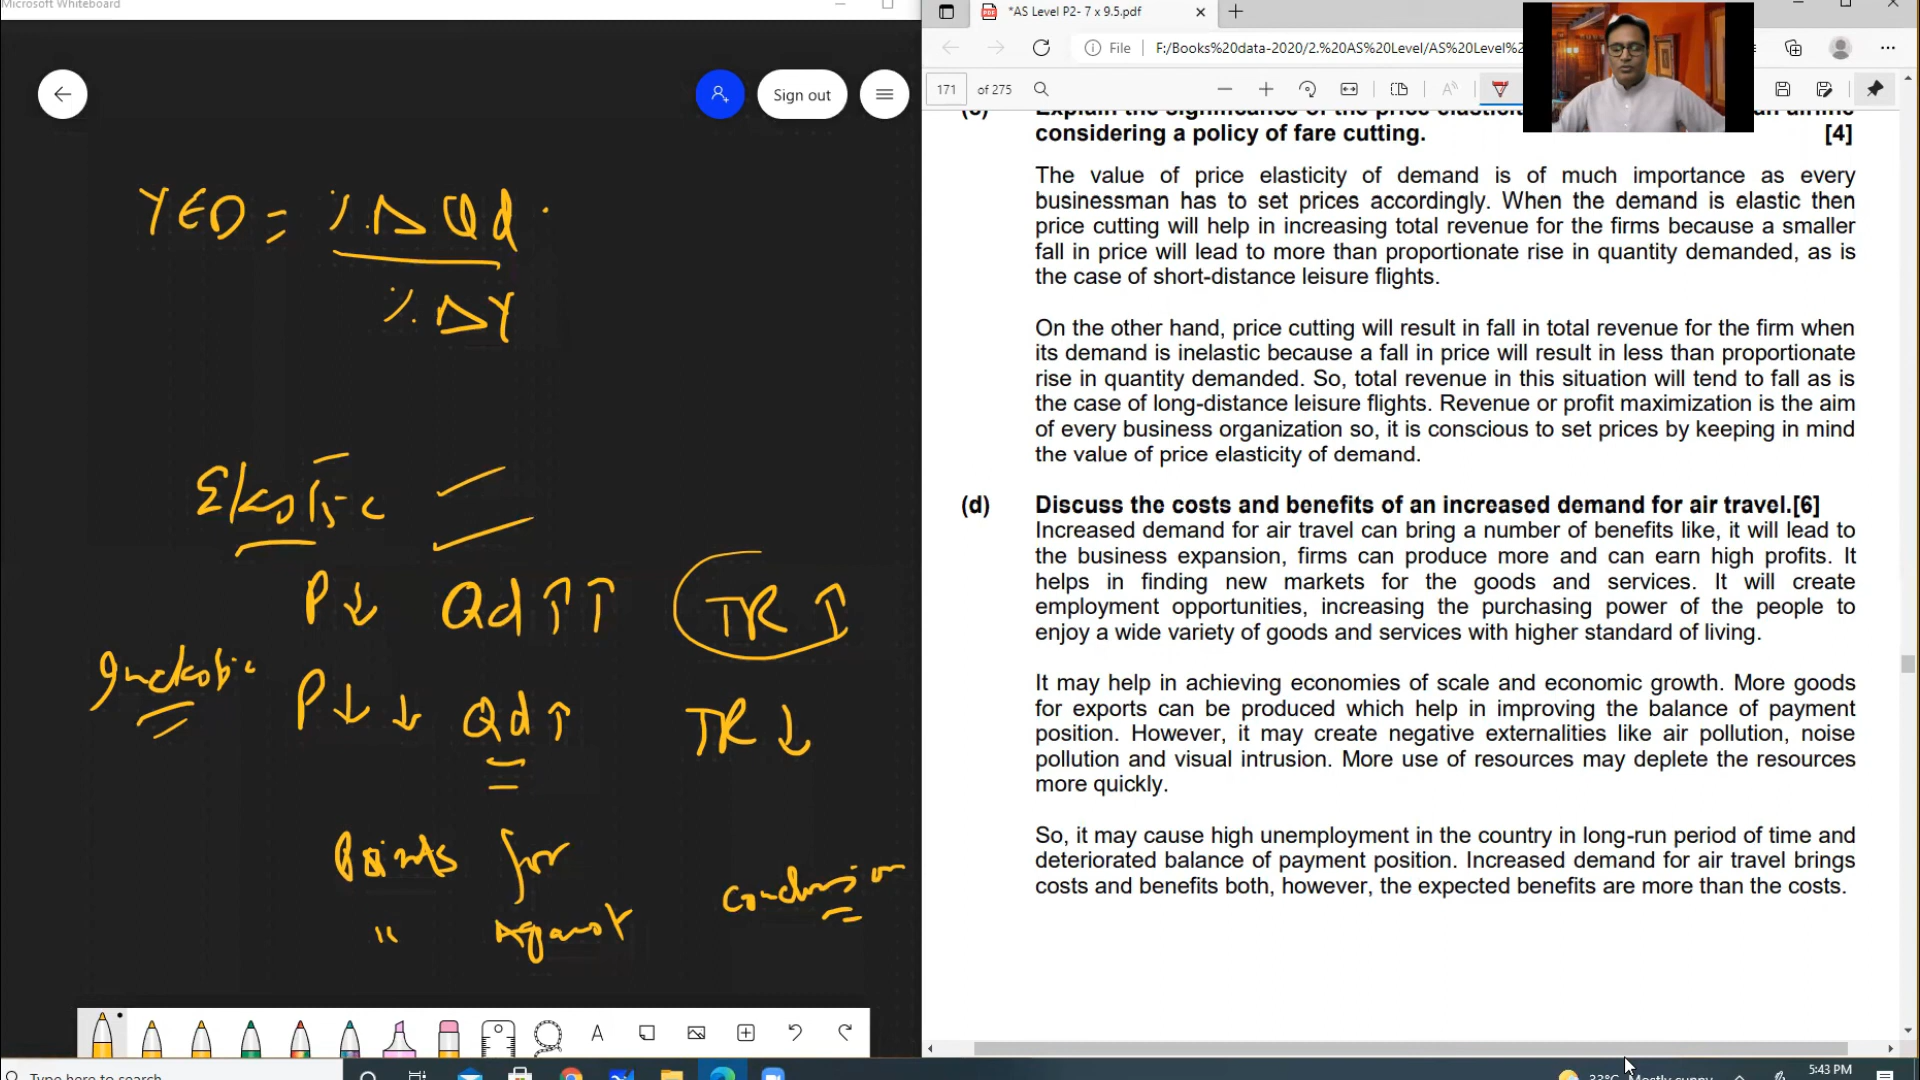 Microsoft Whiteboard
Sign out
YED = % Δ Qd
% Δ Y
Elastic
P ↓ Qd ↑ ↑ TR ↑
Inelastic
P ↓ ↓ Qd ↑ TR ↓
Points for
" Against
conclusion
A
Type here to search
*AS Level P2- 7 x 9.5.pdf
File
F:/Books%20data-2020/2.%20AS%20Level/AS%20Level%2
171 of 275
considering a policy of fare cutting. [4]
The value of price elasticity of demand is of much importance as every
businessman has to set prices accordingly. When the demand is elastic then
price cutting will help in increasing total revenue for the firms because a smaller
fall in price will lead to more than proportionate rise in quantity demanded, as is
the case of short-distance leisure flights.
On the other hand, price cutting will result in fall in total revenue for the firm when
its demand is inelastic because a fall in price will result in less than proportionate
rise in quantity demanded. So, total revenue in this situation will tend to fall as is
the case of long-distance leisure flights. Revenue or profit maximization is the aim
of every business organization so, it is conscious to set prices by keeping in mind
the value of price elasticity of demand.
(d) Discuss the costs and benefits of an increased demand for air travel.[6]
Increased demand for air travel can bring a number of benefits like, it will lead to
the business expansion, firms can produce more and can earn high profits. It
helps in finding new markets for the goods and services. It will create
employment opportunities, increasing the purchasing power of the people to
enjoy a wide variety of goods and services with higher standard of living.
It may help in achieving economies of scale and economic growth. More goods
for exports can be produced which help in improving the balance of payment
position. However, it may create negative externalities like air pollution, noise
pollution and visual intrusion. More use of resources may deplete the resources
more quickly.
So, it may cause high unemployment in the country in long-run period of time and
deteriorated balance of payment position. Increased demand for air travel brings
costs and benefits both, however, the expected benefits are more than the costs.
33°C Mostly sunny
5:43 PM